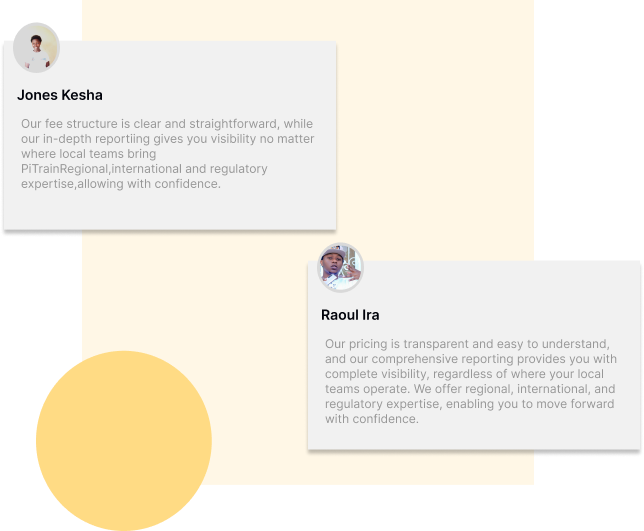 Jones Kesha
Our fee structure is clear and straightforward, while
our in-depth reportiing gives you visibility no matter
where local teams bring
PiTrainRegional,international and regulatory
expertise,allowing with confidence.
Raoul Ira
Our pricing is transparent and easy to understand,
and our comprehensive reporting provides you with
complete visibility, regardless of where your local
teams operate. We offer regional, international, and
regulatory expertise, enabling you to move forward
with confidence.